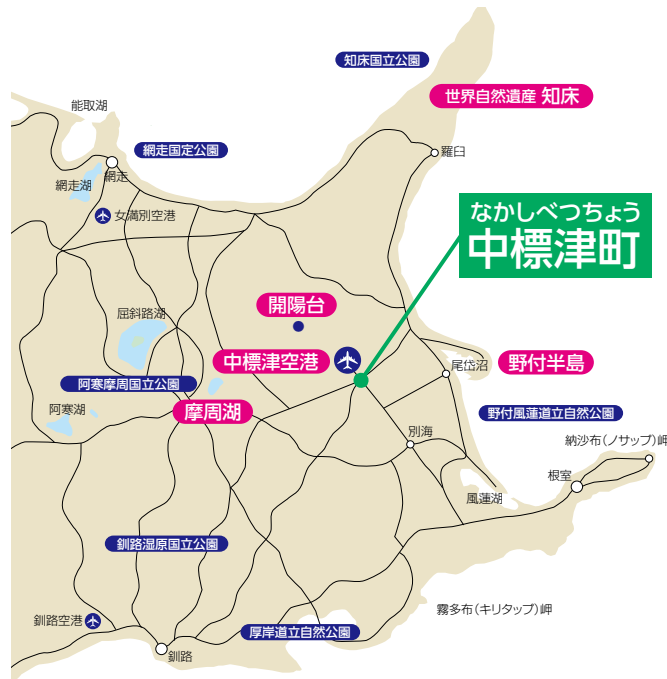 知床国立公園
世界自然遺産 知床
能取湖
網走国定公園
羅臼
網走
網走湖
女満別空港
なかしべつちょう
中標津町
開陽台
屈斜路湖
中標津空港
尾岱沼
野付半島
阿寒摩周国立公園
阿寒湖
摩周湖
野付風蓮道立自然公園
別海
納沙布(ノサップ)岬
根室
風蓮湖
釧路湿原国立公園
霧多布(キリタップ)岬
釧路空港
厚岸道立自然公園
釧路